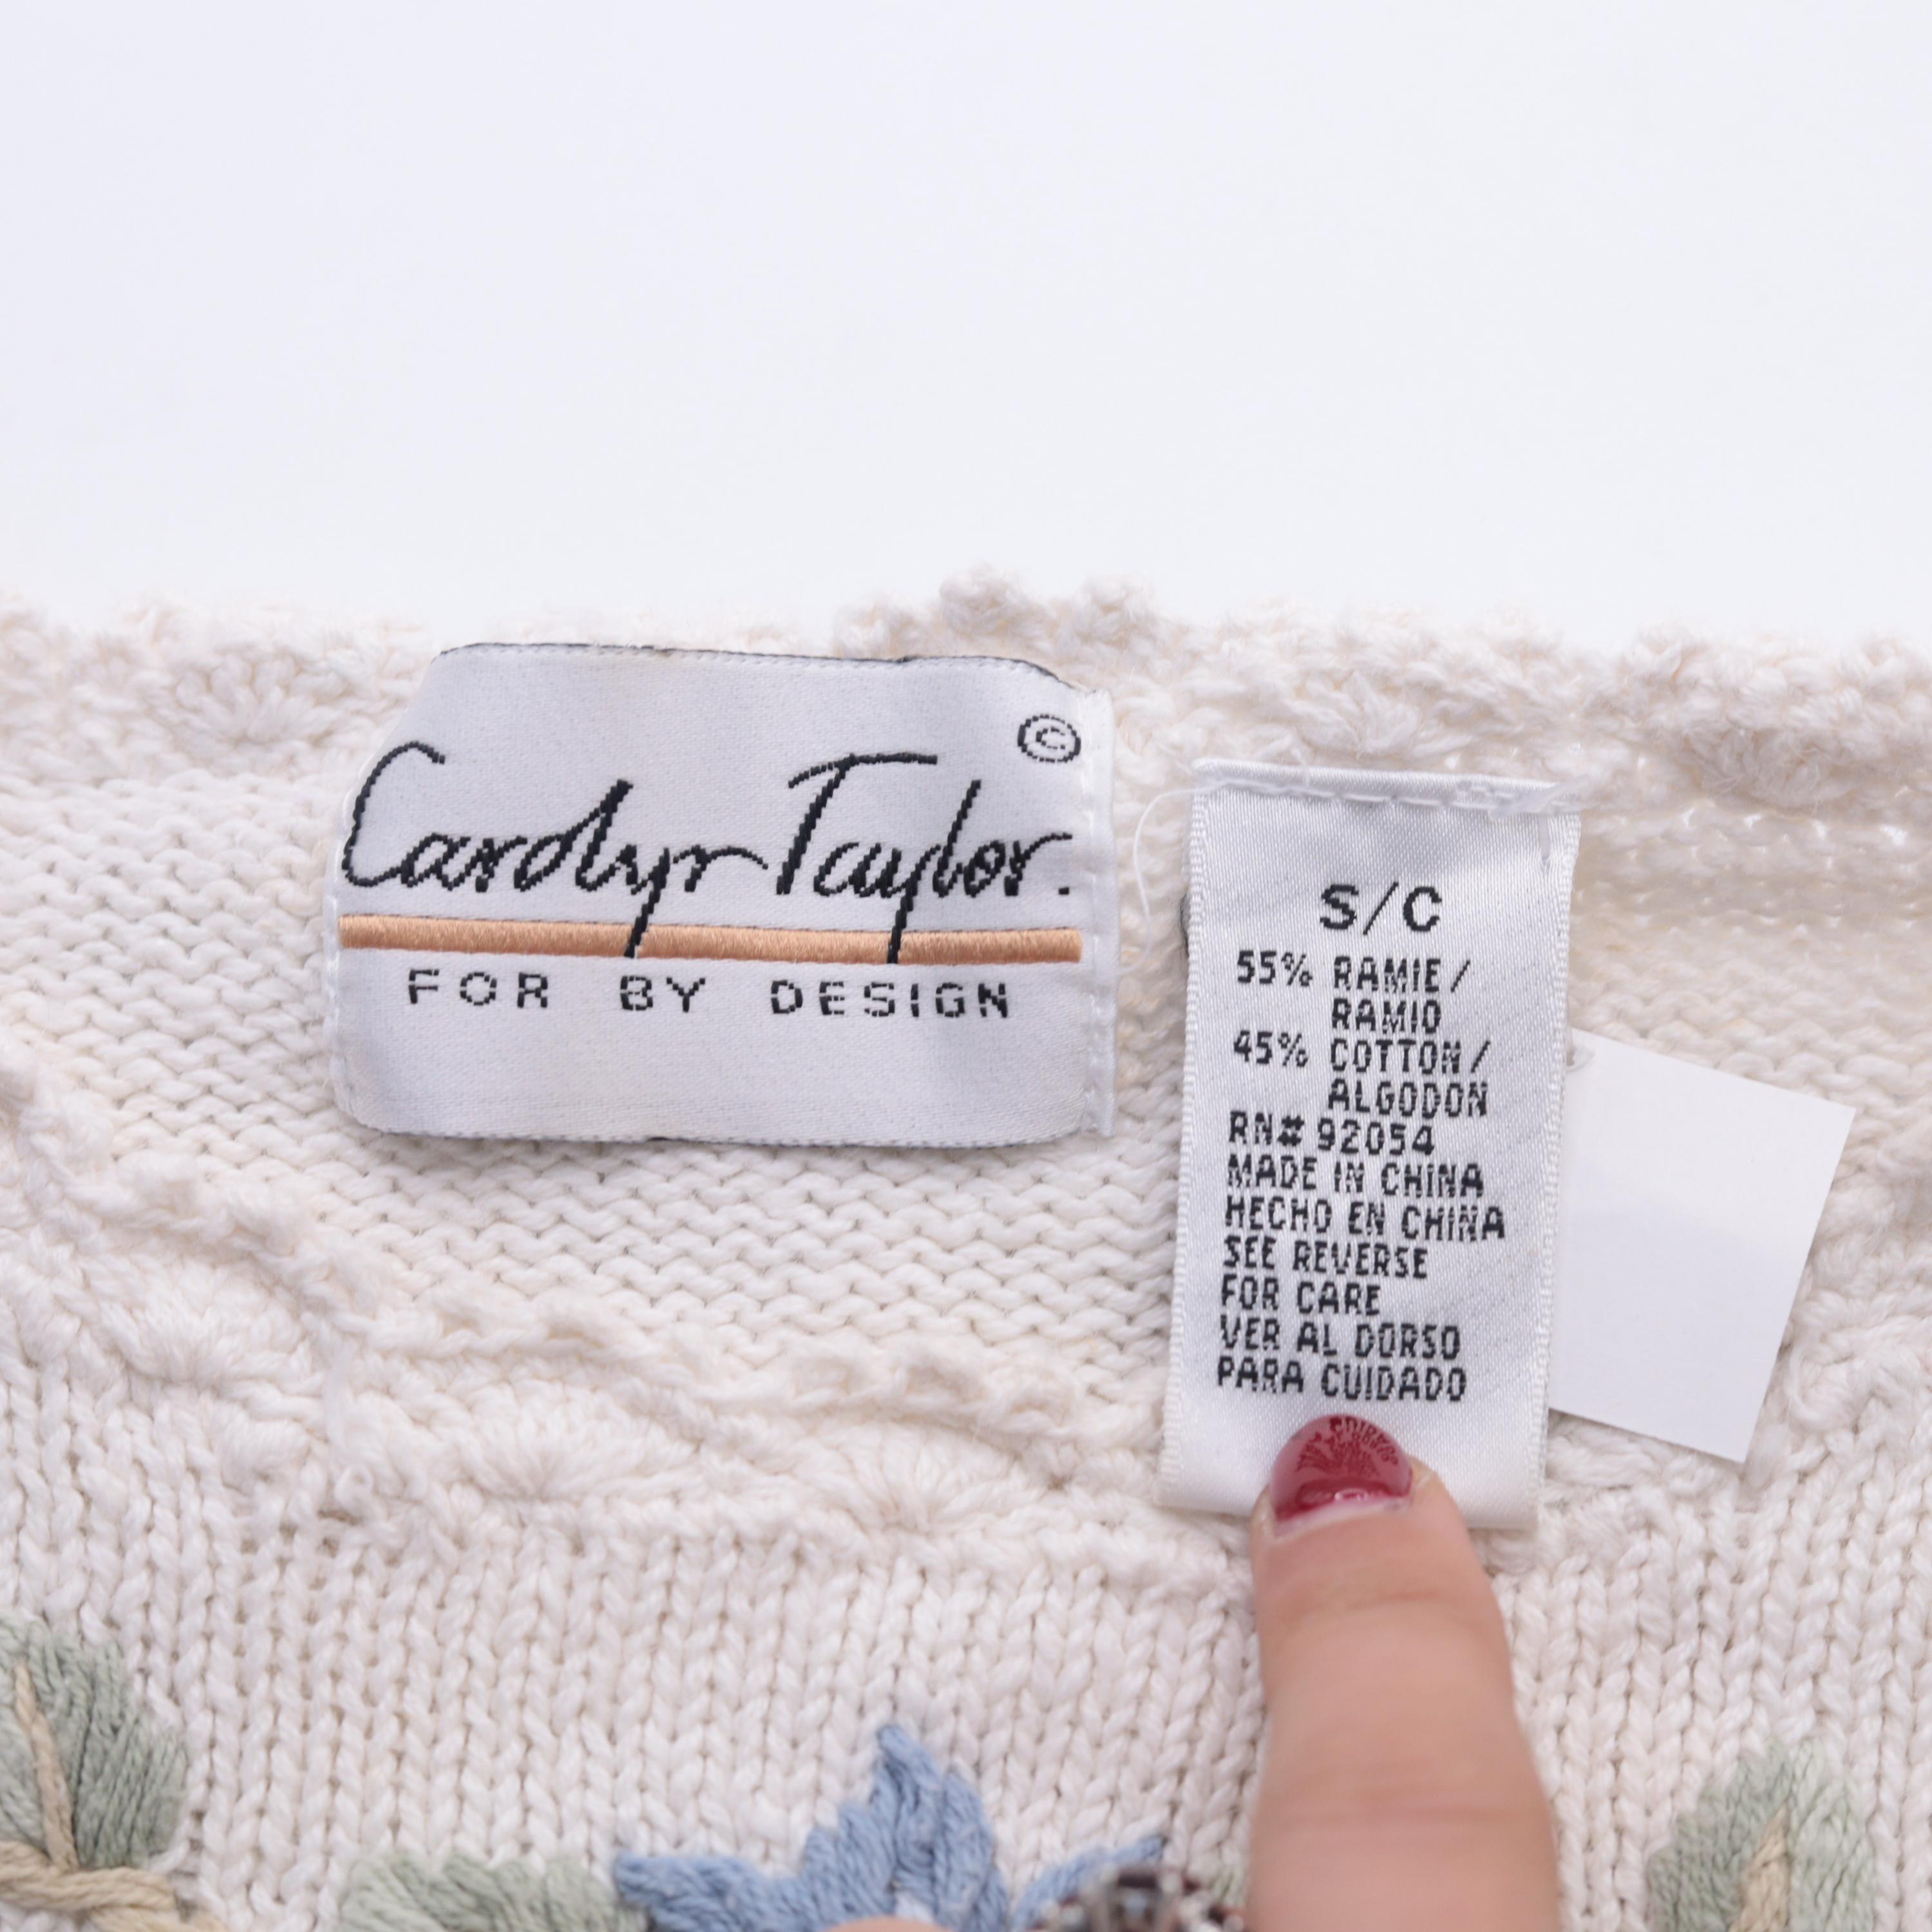 ©
Carolyn Taylor.
FOR BY DESIGN
S/C
55% RAMIE/
RAMIO
45% COTTON/
ALGODON
RN# 92054
MADE IN CHINA
HECHO EN CHINA
SEE REVERSE
FOR CARE
VER AL DORSO
PARA CUIDADO